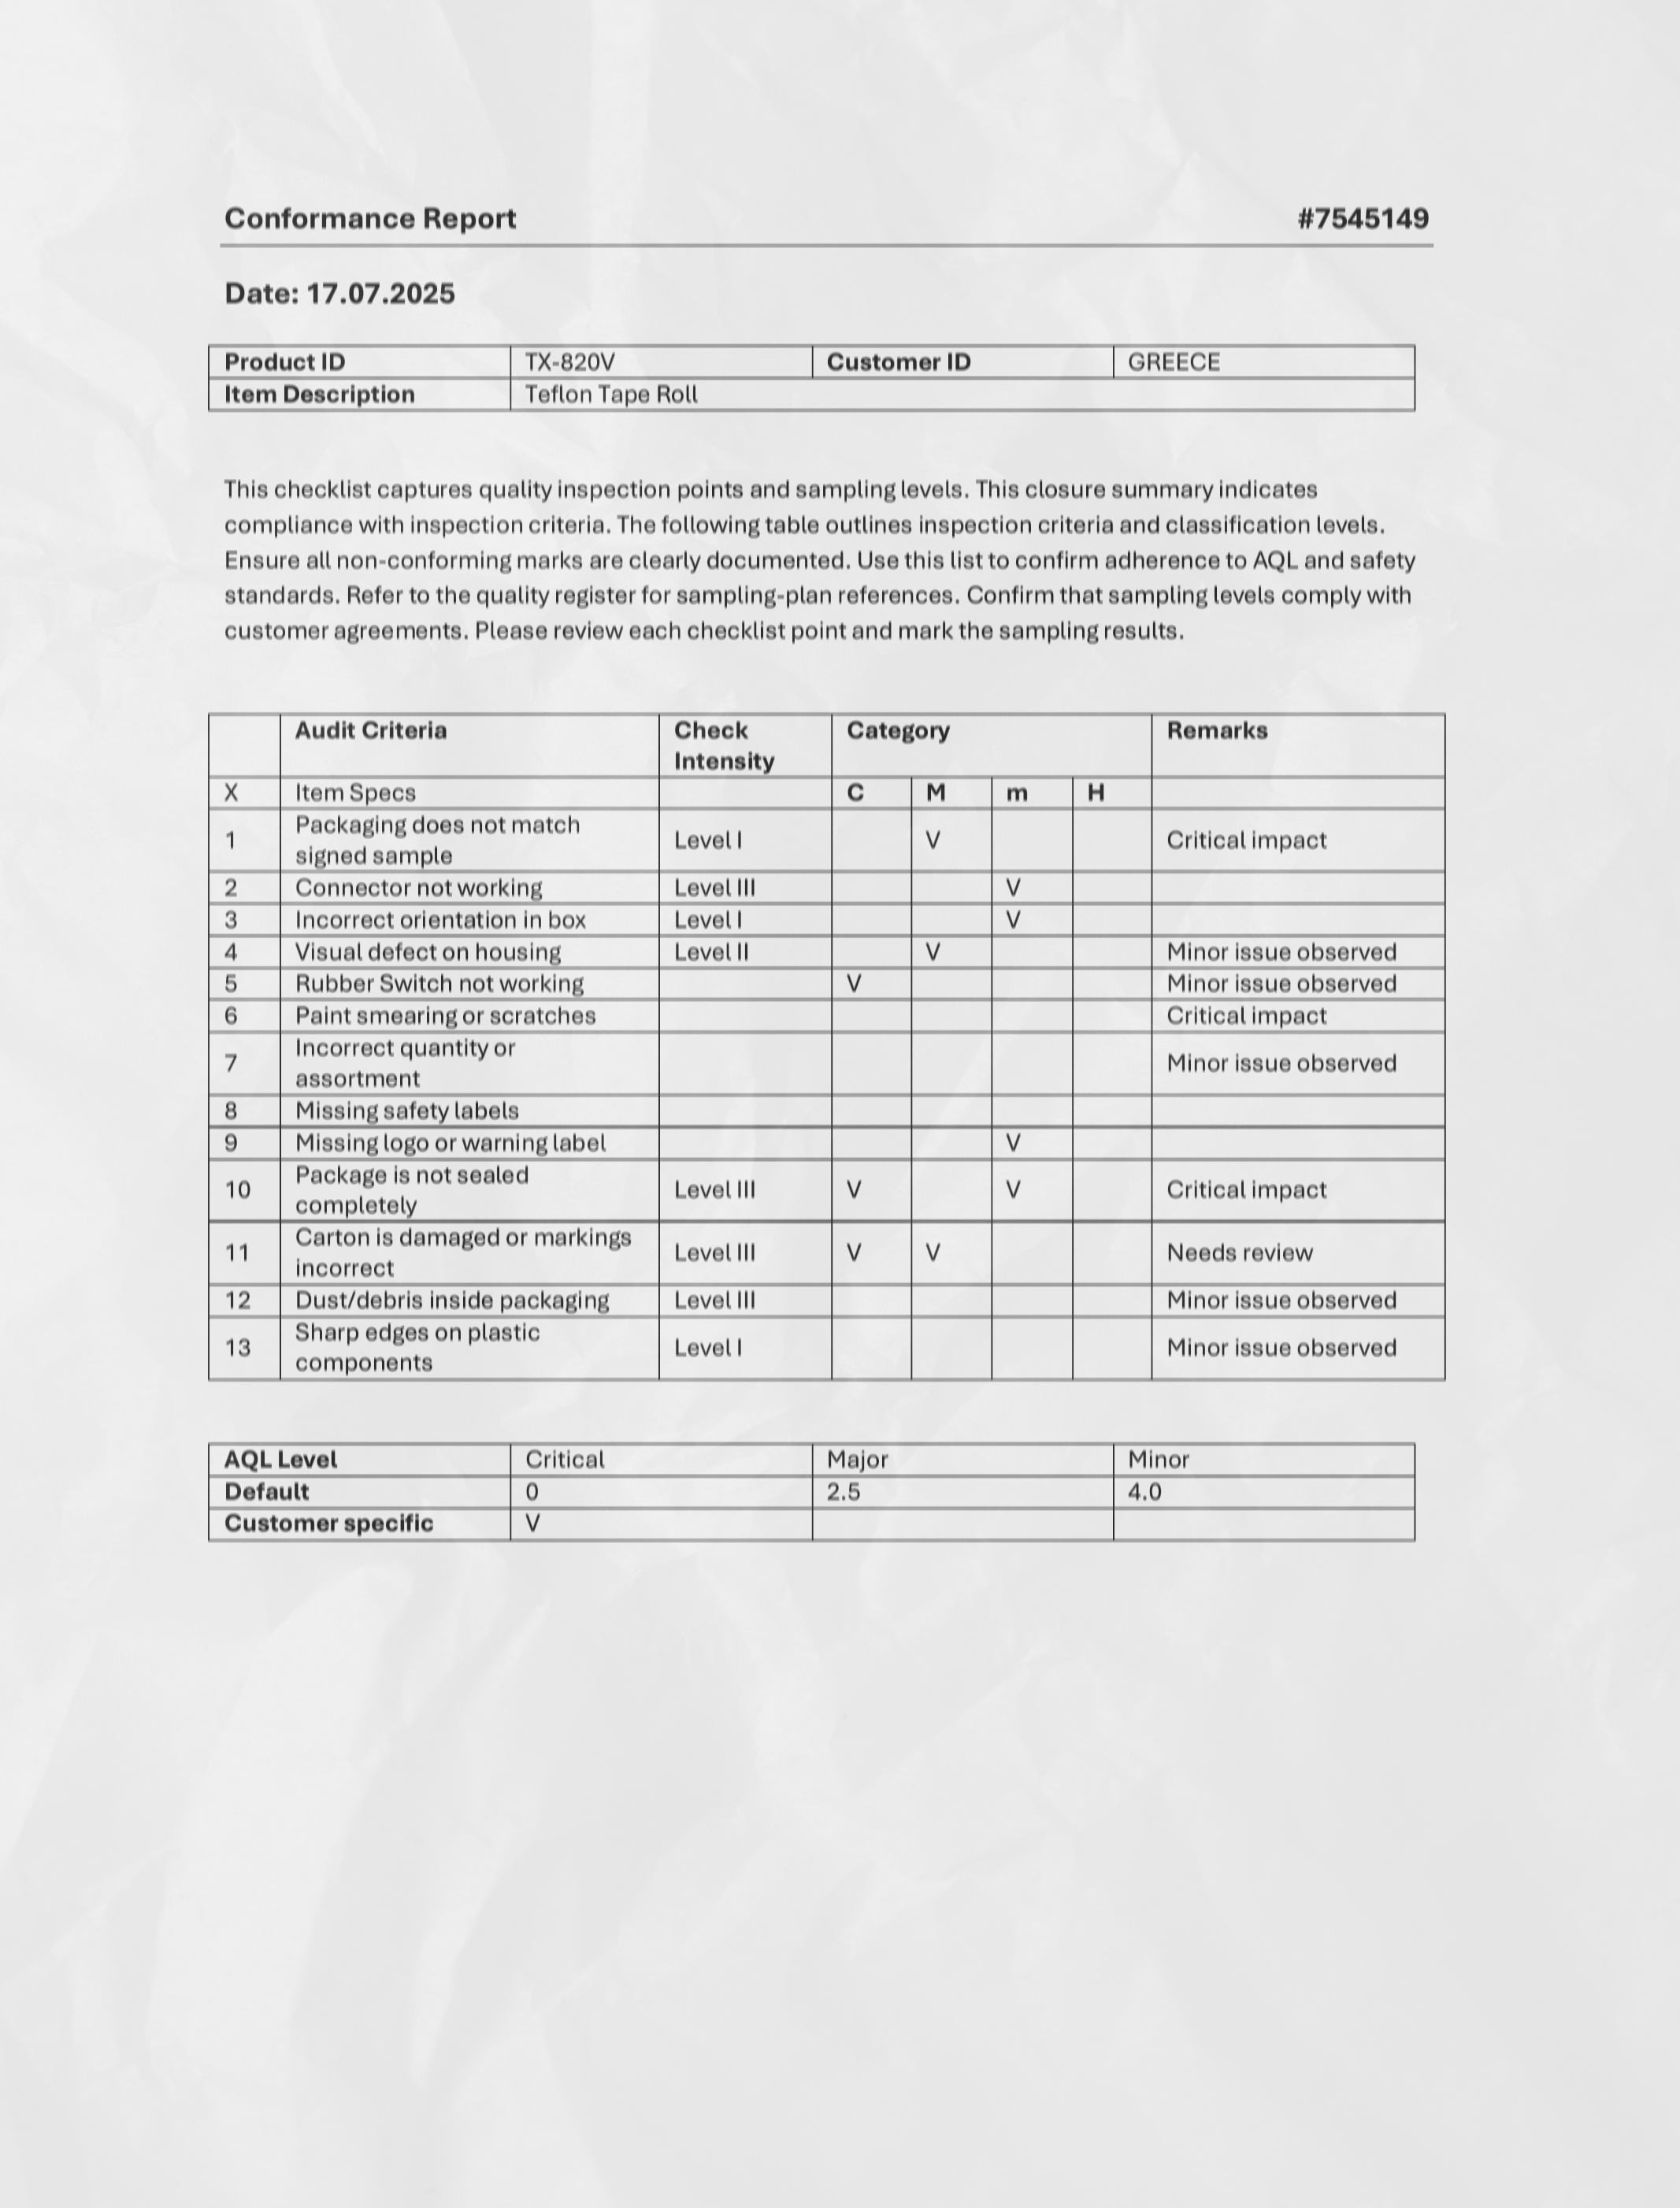 Conformance Report #7545149
Date: 17.07.2025
Product ID TX-820V Customer ID GREECE
Item Description Teflon Tape Roll
This checklist captures quality inspection points and sampling levels. This closure summary indicates
compliance with inspection criteria. The following table outlines inspection criteria and classification levels.
Ensure all non-conforming marks are clearly documented. Use this list to confirm adherence to AQL and safety
standards. Refer to the quality register for sampling-plan references. Confirm that sampling levels comply with
customer agreements. Please review each checklist point and mark the sampling results.
Audit Criteria Check Category Remarks
Intensity
X Item Specs C M m H
Packaging does not match
1 Level I V Critical impact
signed sample
2 Connector not working Level III V
3 Incorrect orientation in box Level I V
4 Visual defect on housing Level II V Minor issue observed
5 Rubber Switch not working V Minor issue observed
6 Paint smearing or scratches Critical impact
Incorrect quantity or
7 Minor issue observed
assortment
8 Missing safety labels
9 Missing logo or warning label V
Package is not sealed
10 Level III V V Critical impact
completely
Carton is damaged or markings
11 Level III V V Needs review
incorrect
12 Dust/debris inside packaging Level III Minor issue observed
Sharp edges on plastic
13 Level I Minor issue observed
components
AQL Level Critical Major Minor
Default 0 2.5 4.0
Customer specific V